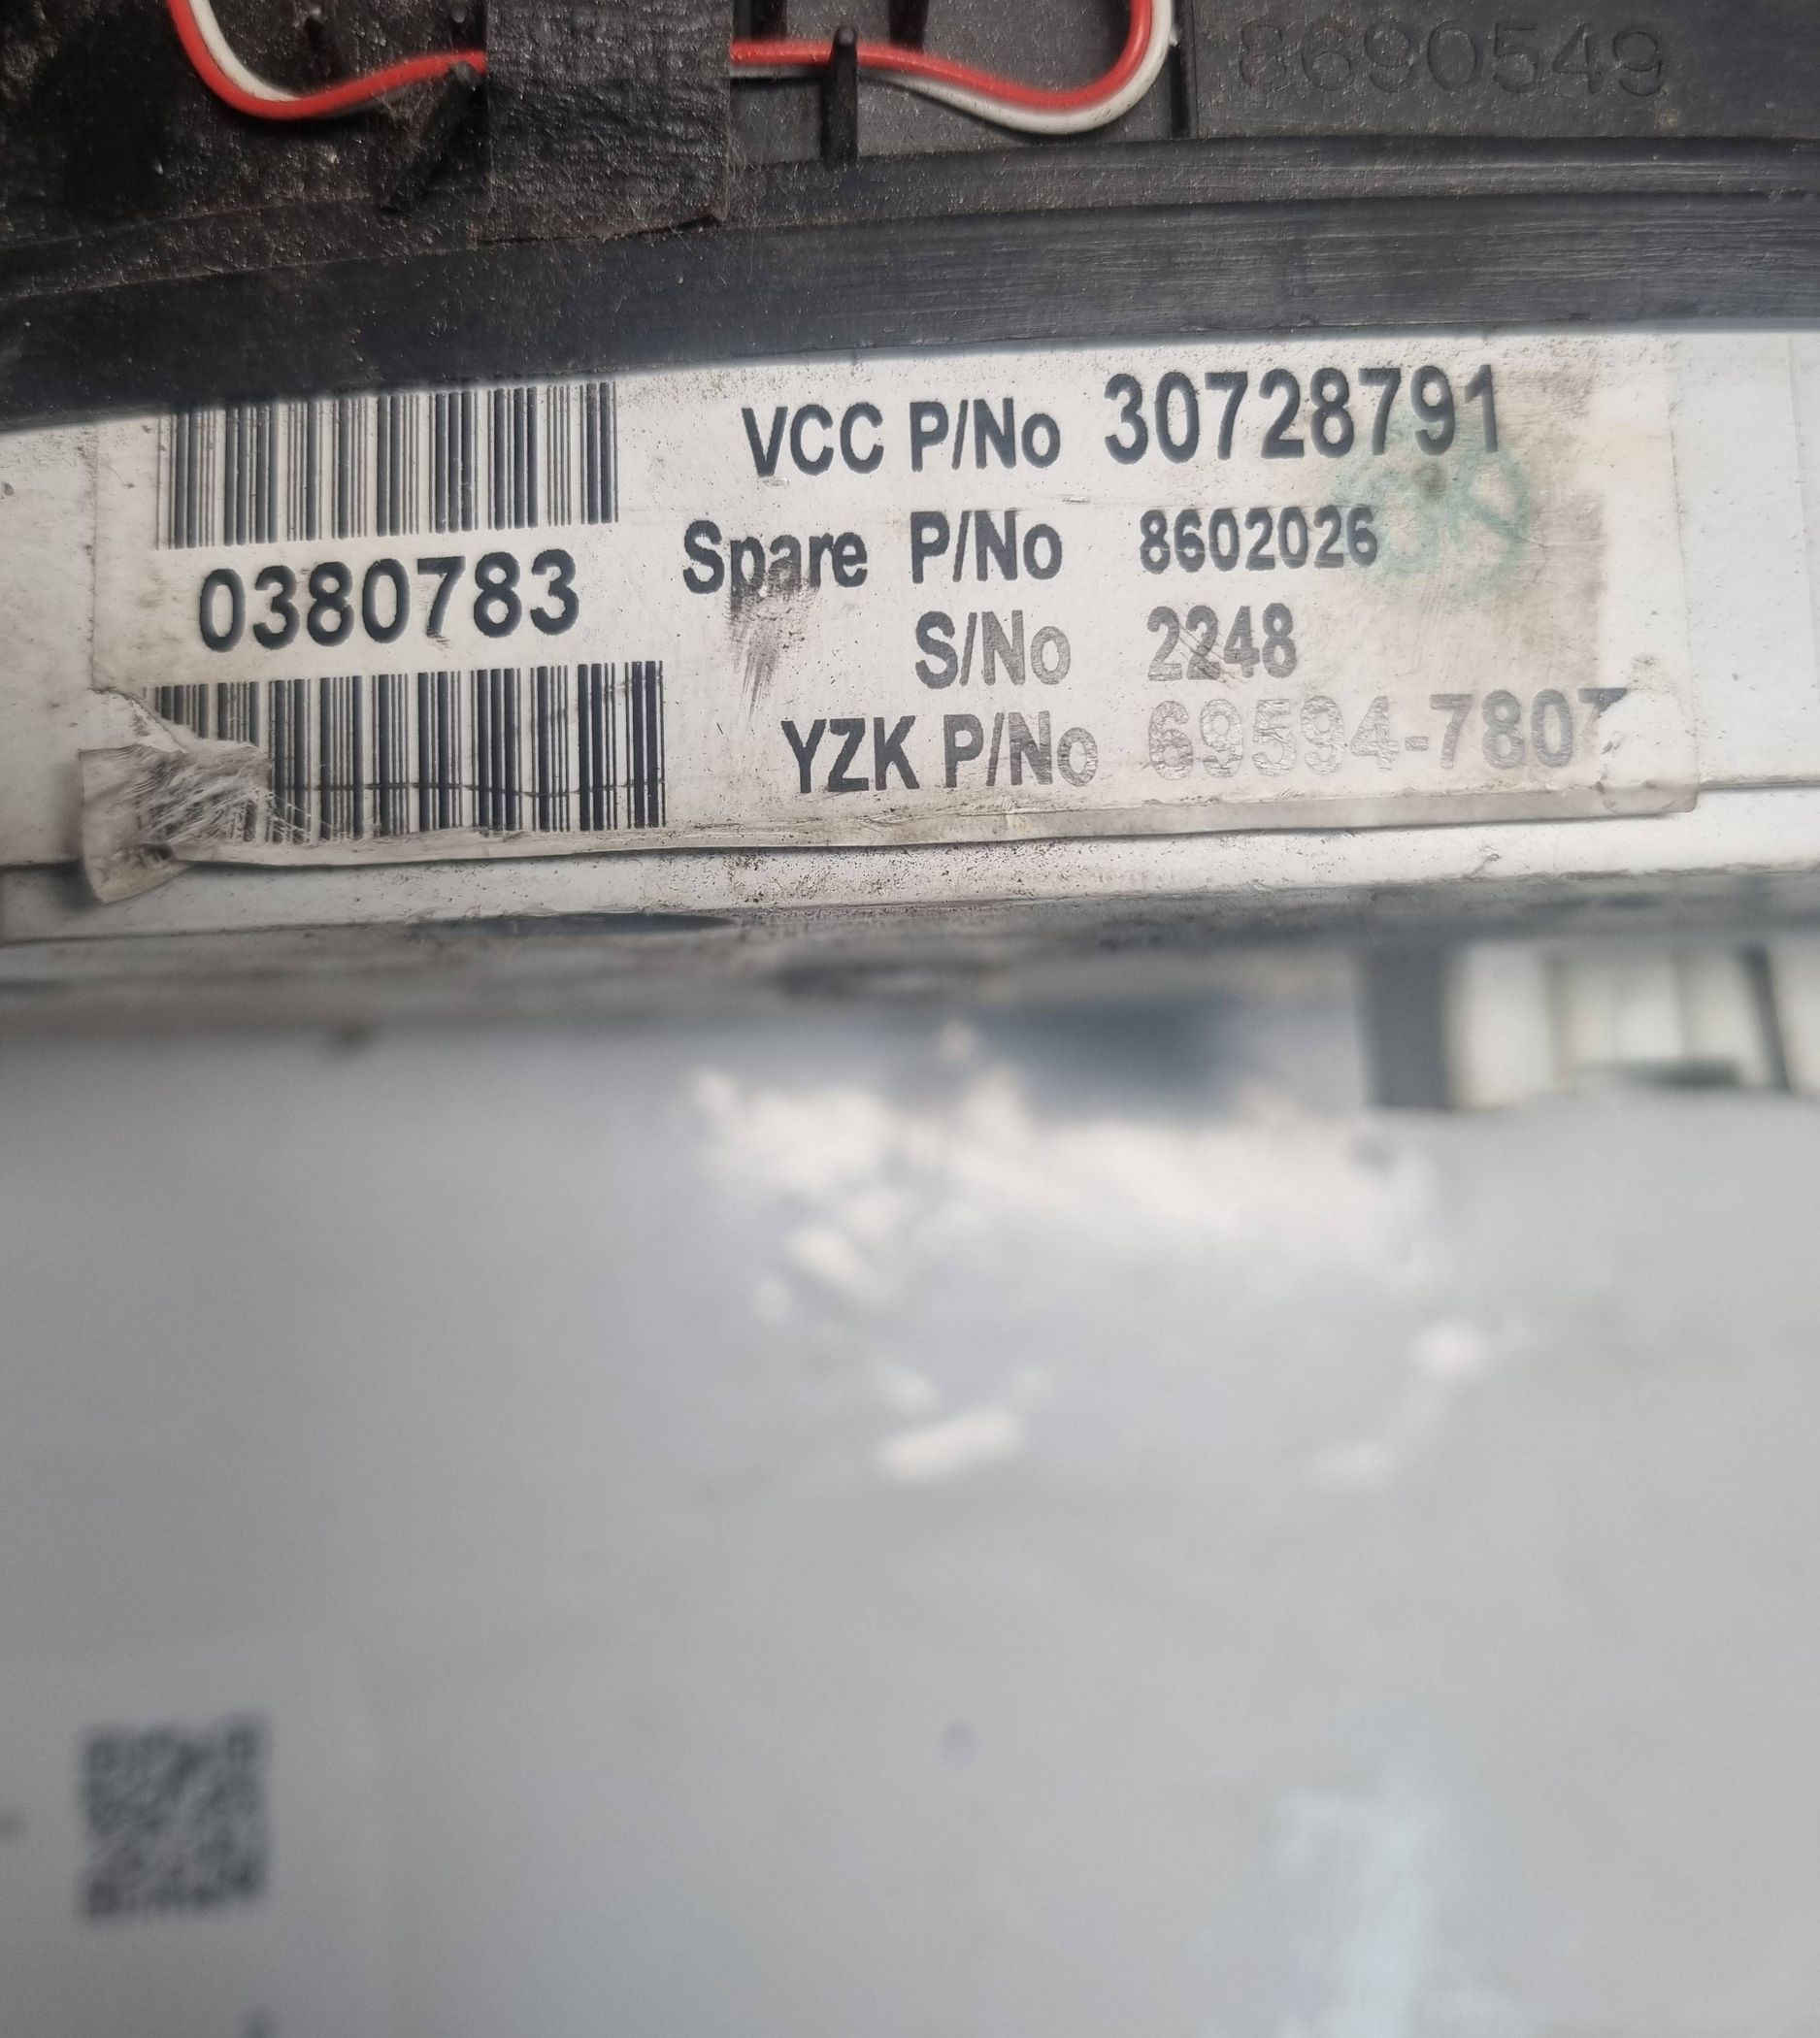 8690549
VCC P/No 30728791
Spare P/No 8602026
0380783
S/No 2248
YZK P/No